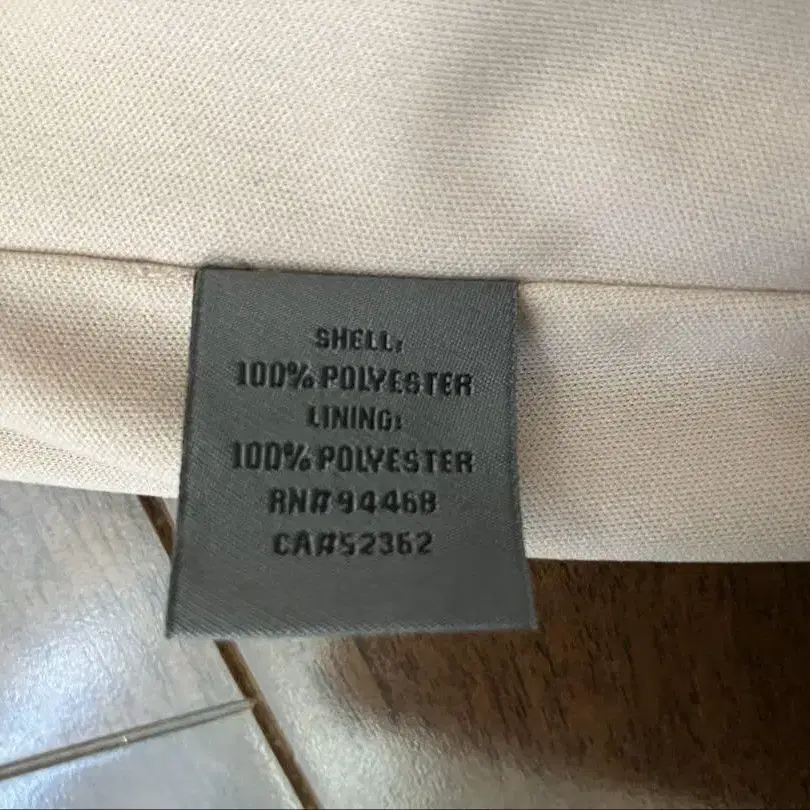 SHELL:
100% POLYESTER
LINING:
100% POLYESTER
RN# 94468
CA#52362